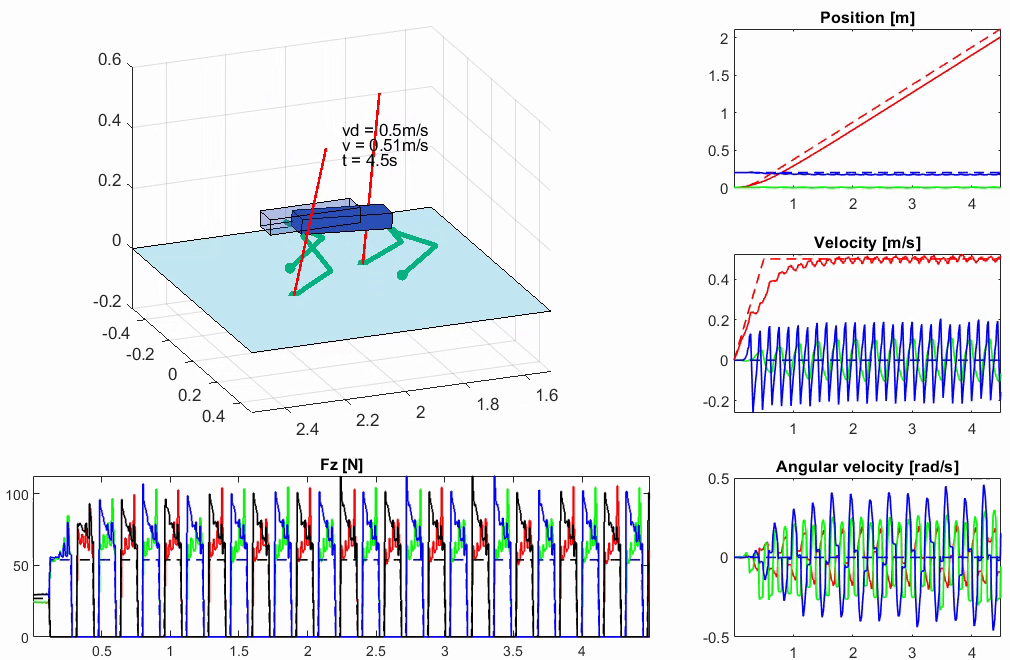 0.6
0.4
0.2
0
-0.2
-0.4
-0.2
0
0.2
0.4
2.4
2.2
2
1.8
1.6
vd = 0.5m/s
v = 0.51m/s
t = 4.5s
Position [m]
2
1.5
1
0.5
0
1 2 3 4
Velocity [m/s]
0.4
0.2
0
-0.2
1 2 3 4
Fz [N]
100
50
0
0.5 1 1.5 2 2.5 3 3.5 4
Angular velocity [rad/s]
0.5
0
-0.5
1 2 3 4